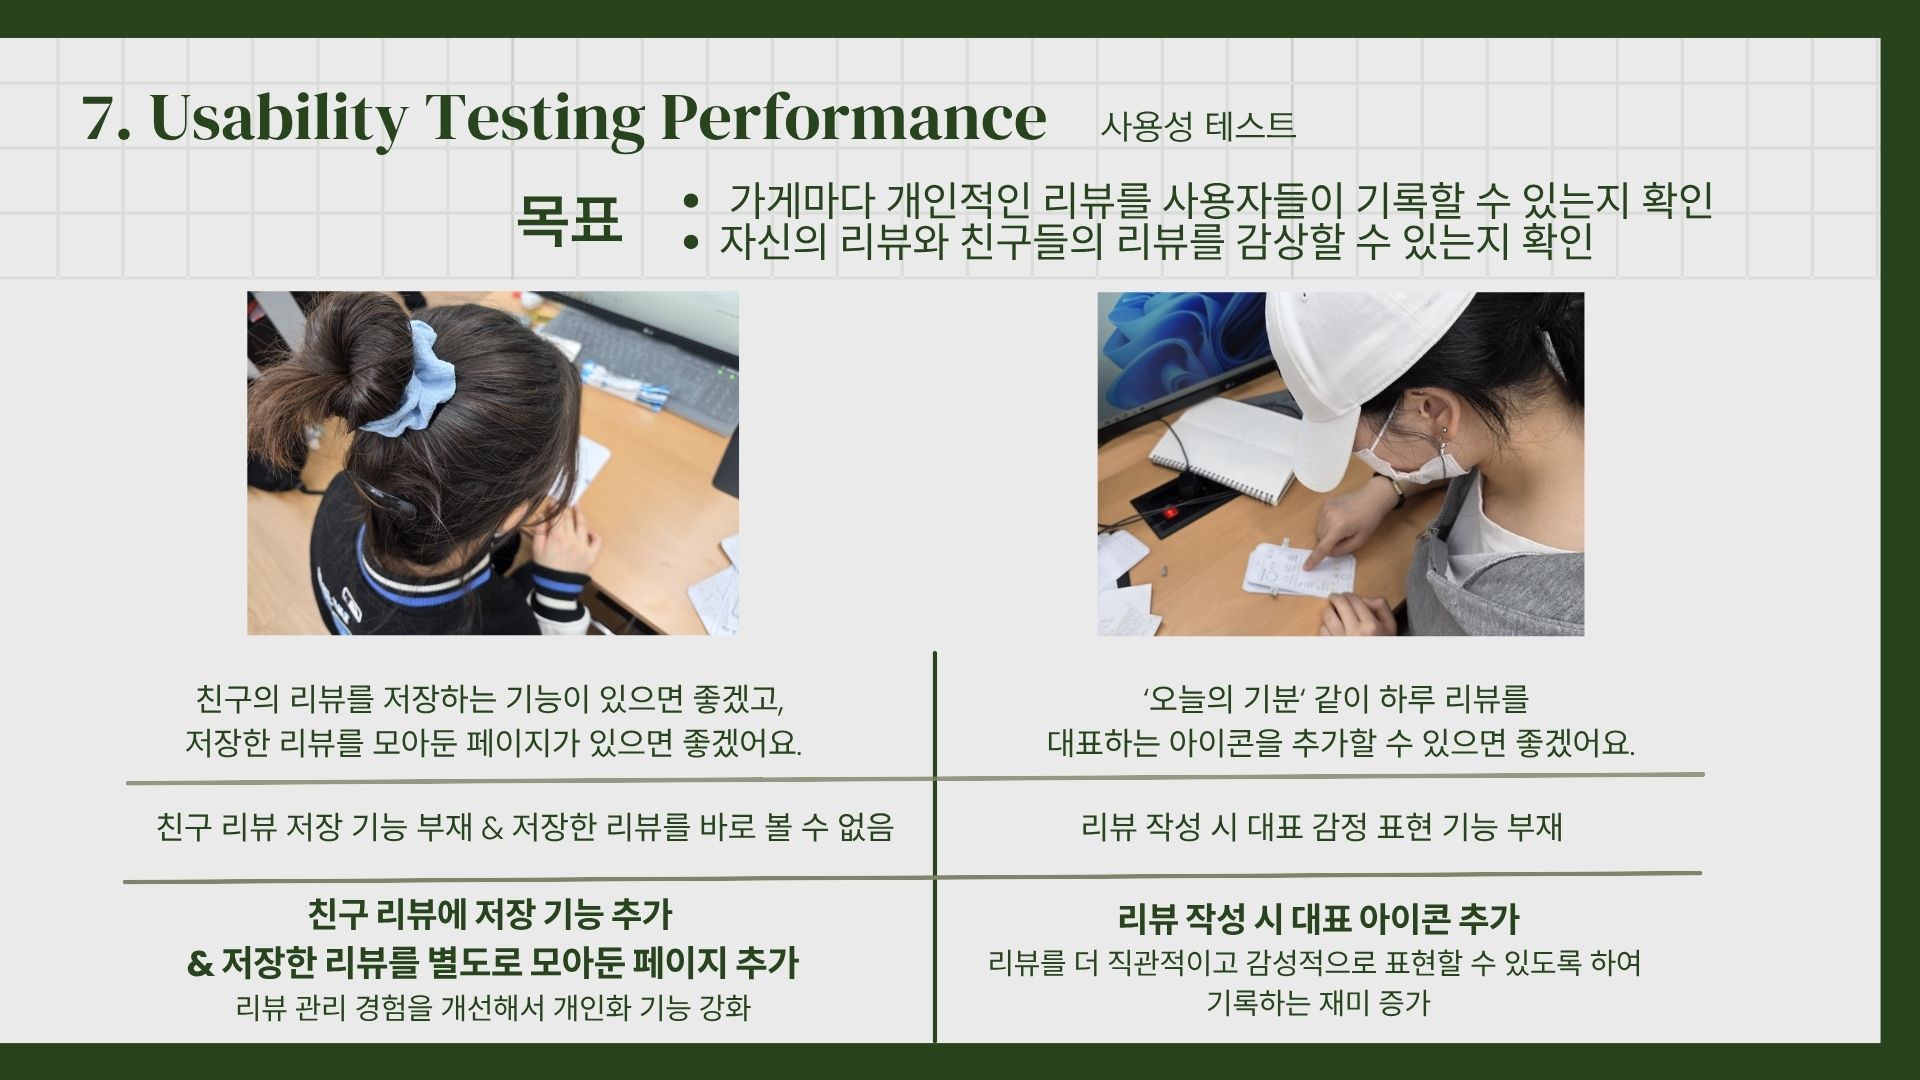 7. Usability Testing Performance 사용성 테스트
목표
• 가게마다 개인적인 리뷰를 사용자들이 기록할 수 있는지 확인
• 자신의 리뷰와 친구들의 리뷰를 감상할 수 있는지 확인
친구의 리뷰를 저장하는 기능이 있으면 좋겠고,
저장한 리뷰를 모아둔 페이지가 있으면 좋겠어요.
‘오늘의 기분‘ 같이 하루 리뷰를
대표하는 아이콘을 추가할 수 있으면 좋겠어요.
친구 리뷰 저장 기능 부재 & 저장한 리뷰를 바로 볼 수 없음
리뷰 작성 시 대표 감정 표현 기능 부재
친구 리뷰에 저장 기능 추가
& 저장한 리뷰를 별도로 모아둔 페이지 추가
리뷰 관리 경험을 개선해서 개인화 기능 강화
리뷰 작성 시 대표 아이콘 추가
리뷰를 더 직관적이고 감성적으로 표현할 수 있도록 하여
기록하는 재미 증가